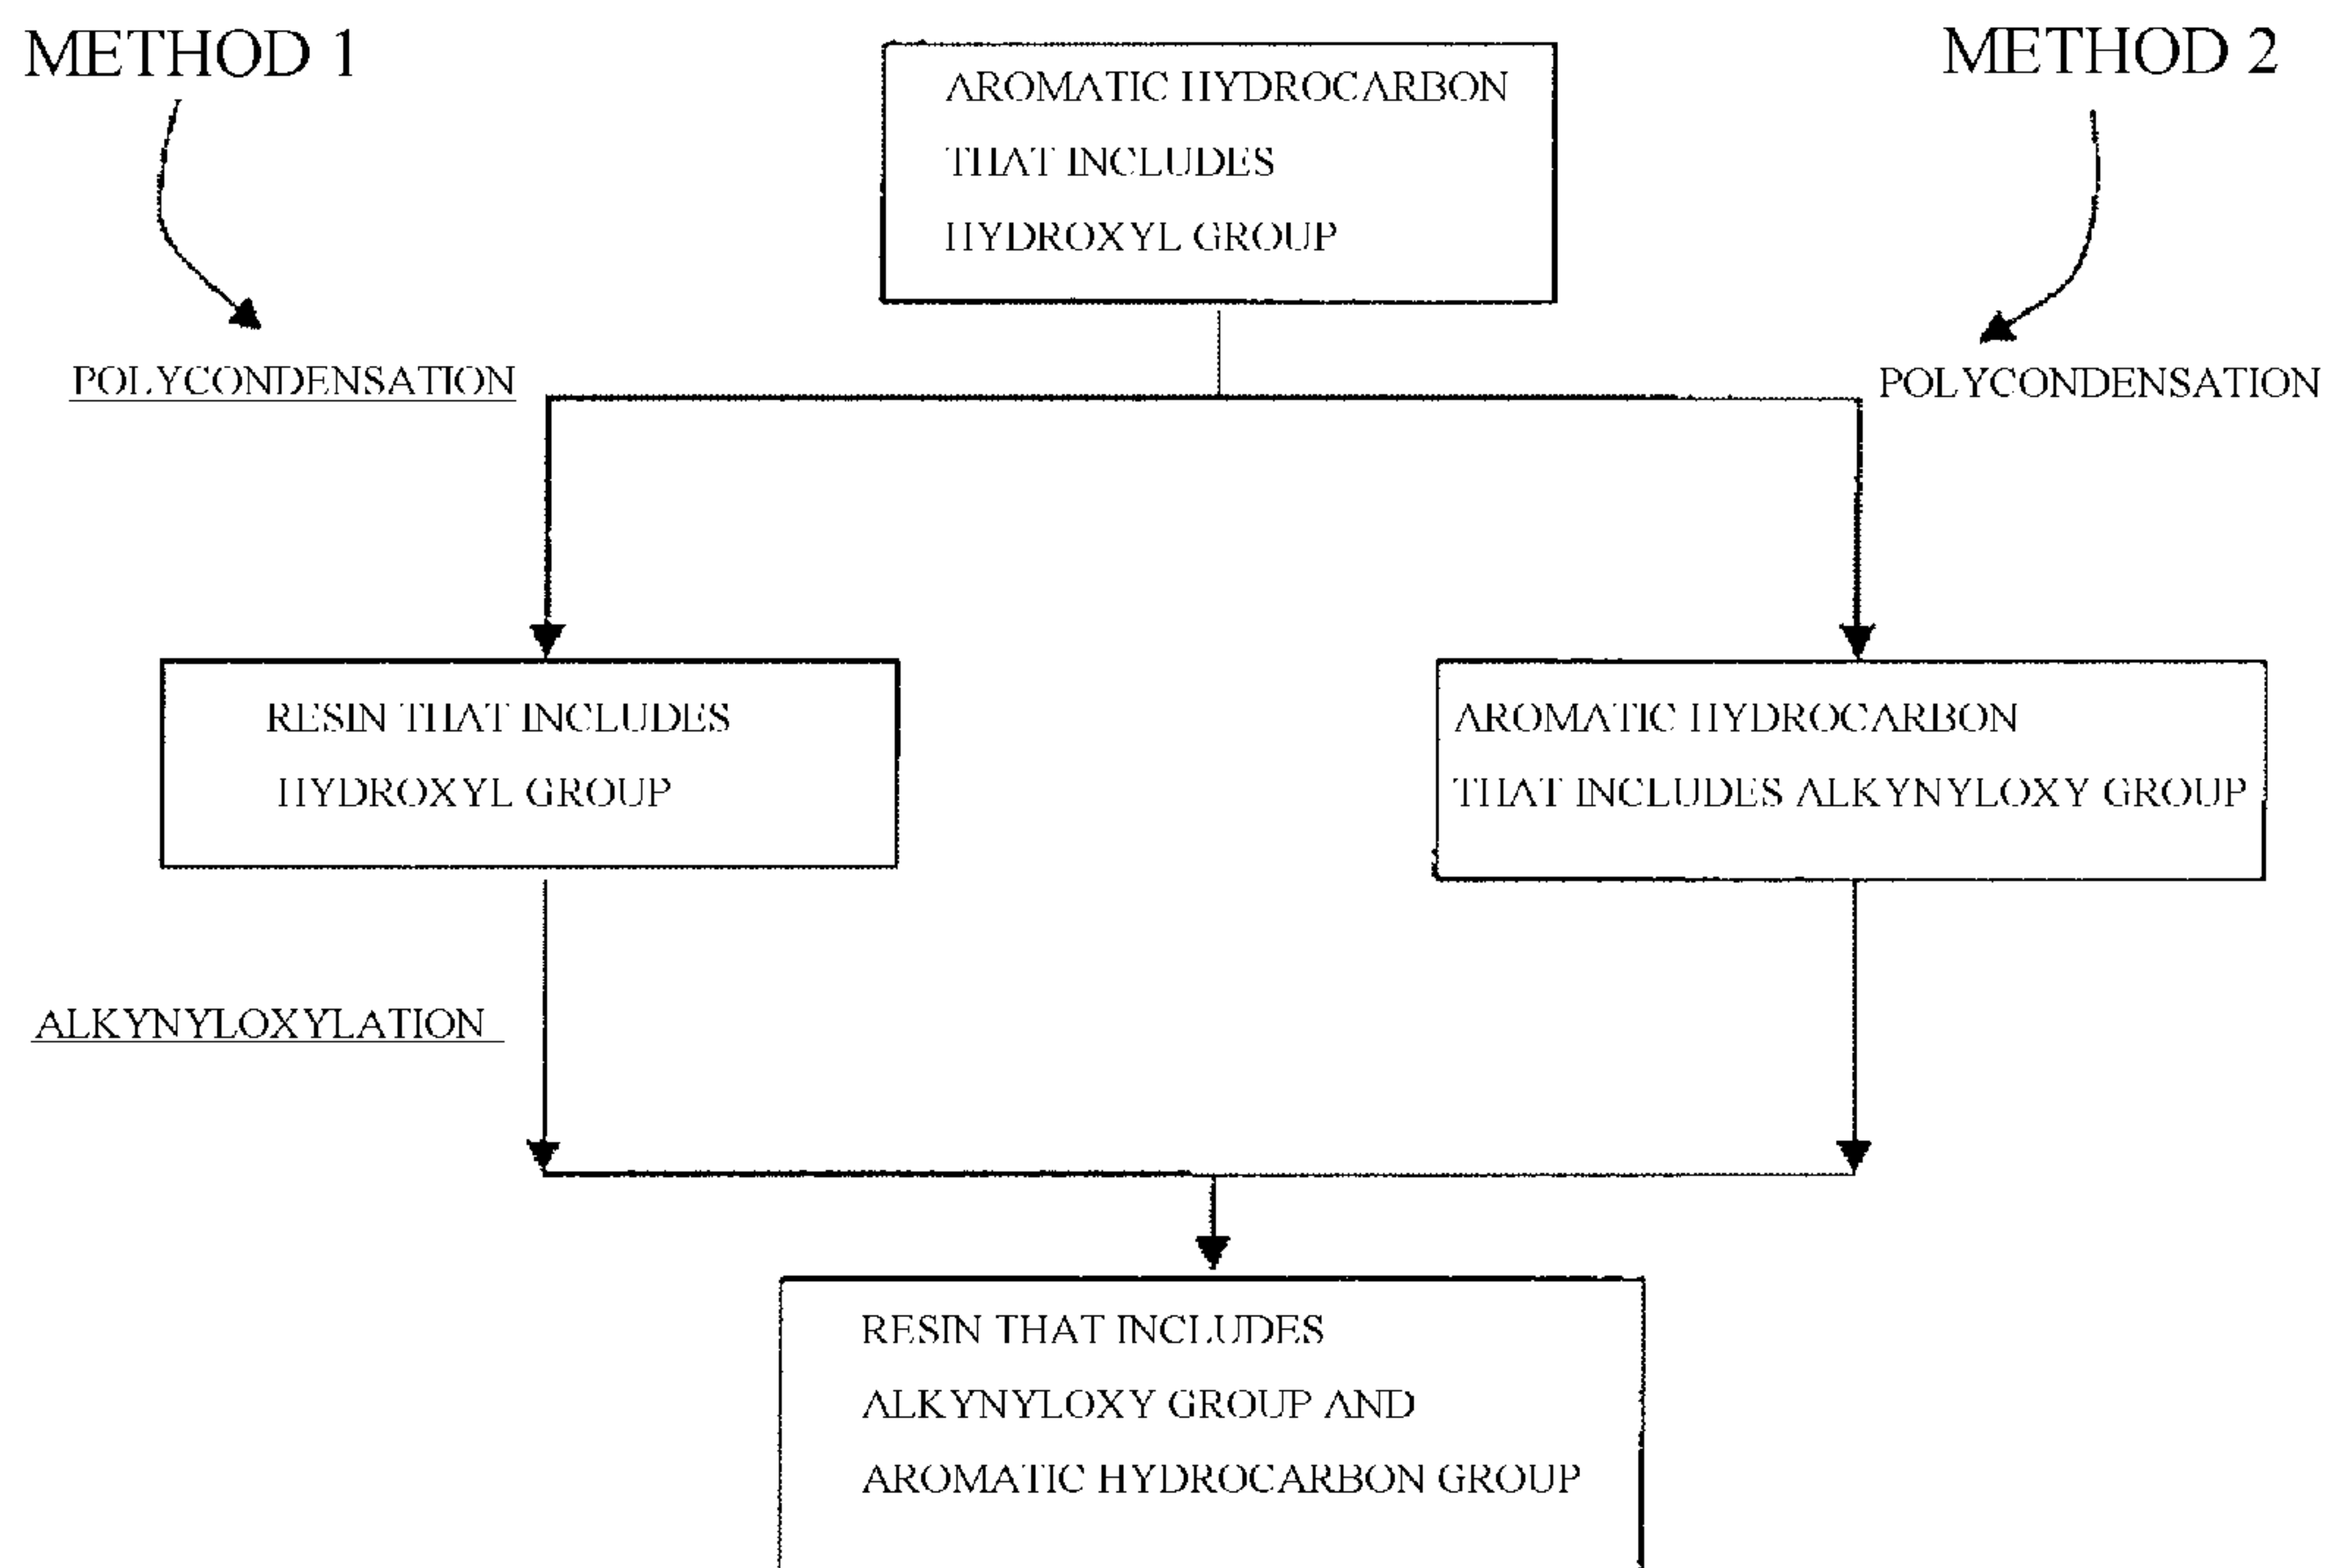 METHOD 1
METHOD 2
AROMATIC HYDROCARBON
THAT INCLUDES
HYDROXYL GROUP
POLYCONDENSATION
POLYCONDENSATION
RESIN THAT INCLUDES
HYDROXYL GROUP
AROMATIC HYDROCARBON
THAT INCLUDES ALKYNYLOXY GROUP
ALKYNYLOXYLATION
RESIN THAT INCLUDES
ALKYNYLOXY GROUP AND
AROMATIC HYDROCARBON GROUP